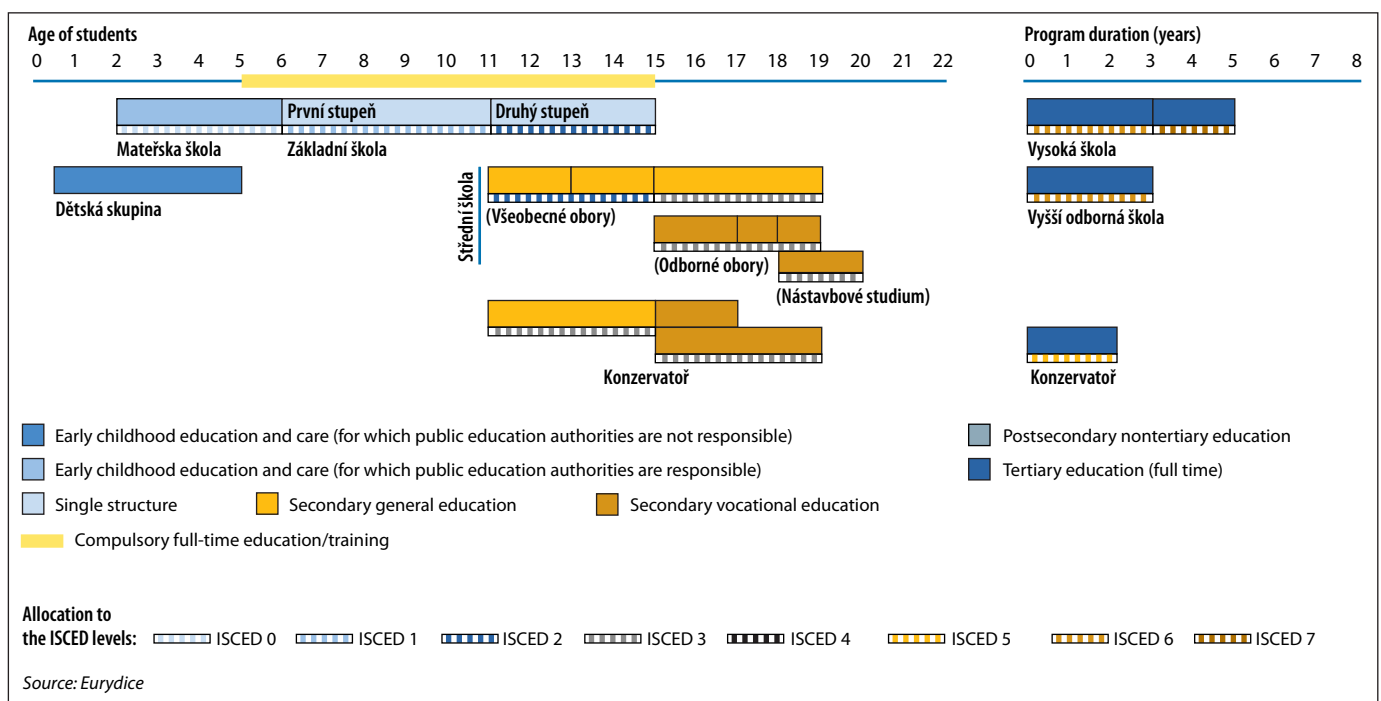 Age of students
Program duration (years)
0 1 2 3 4 5 6 7 8 9 10 11 12 13 14 15 16 17 18 19 20 21 22
0 1 2 3 4 5 6 7 8
První stupeň
Druhý stupeň
Mateřska škola
Základní škola
Vysoká škola
Dětská skupina
Střední škola
(Všeobecné obory)
Vyšší odborná škola
(Odborné obory)
(Nástavbové studium)
Konzervatoř
Konzervatoř
Early childhood education and care (for which public education authorities are not responsible)
Postsecondary nontertiary education
Early childhood education and care (for which public education authorities are responsible)
Tertiary education (full time)
Single structure
Secondary general education
Secondary vocational education
Compulsory full-time education/training
Allocation to
the ISCED levels:
ISCED 0
ISCED 1
ISCED 2
ISCED 3
ISCED 4
ISCED 5
ISCED 6
ISCED 7
Source: Eurydice